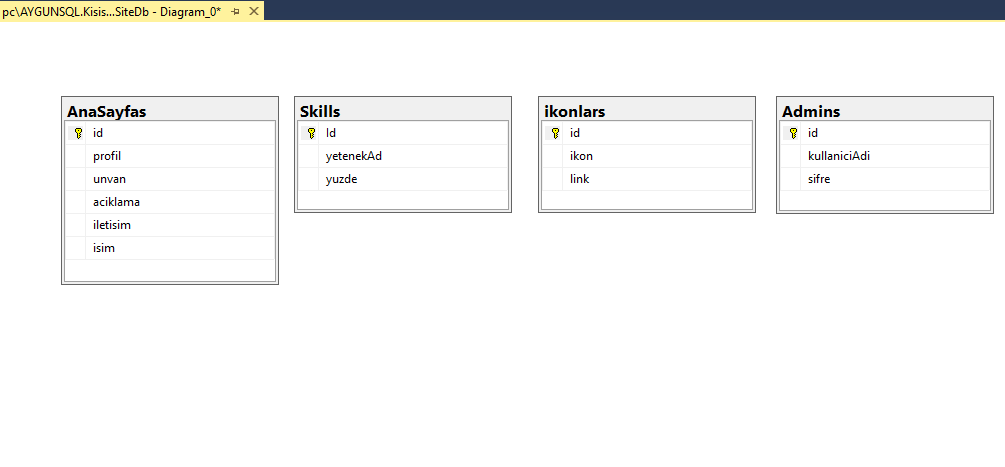 pc\AYGUNSQL.Kisis...SiteDb - Diagram_0*
AnaSayfas
id
profil
unvan
aciklama
iletisim
isim
Skills
Id
yetenekAd
yuzde
ikonlars
id
ikon
link
Admins
id
kullaniciAdi
sifre